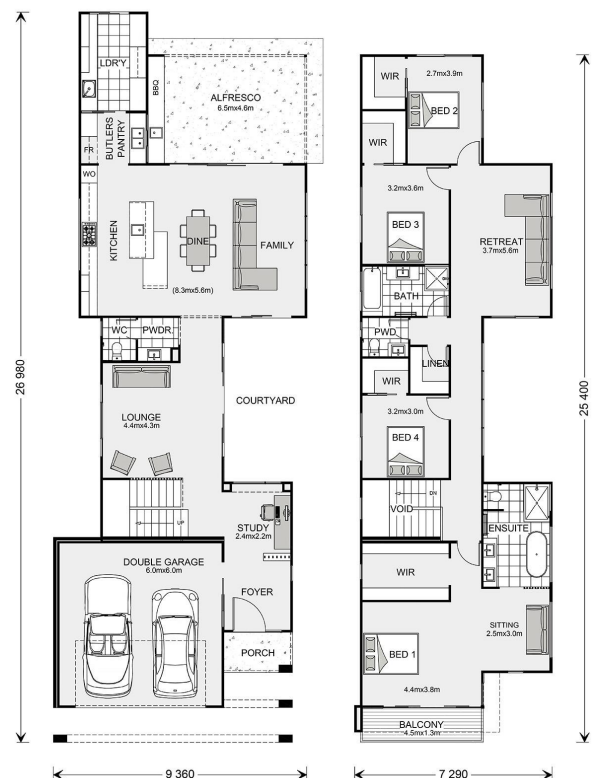 LDR'Y
BBQ
ALFRESCO
6.5mx4.6m
BUTLERS
PANTRY
FR
WO
KITCHEN
DINE
FAMILY
(8.3mx5.6m)
WC
PWDR.
COURTYARD
LOUNGE
4.4mx4.3m
UP
STUDY
2.4mx2.2m
DOUBLE GARAGE
6.0mx6.0m
FOYER
PORCH
26 980
9 360
WIR
2.7mx3.9m
BED 2
WIR
3.2mx3.6m
BED 3
RETREAT
3.7mx5.6m
BATH
PWD.
LINEN
WIR
3.2mx3.0m
BED 4
DN
VOID
ENSUITE
WIR
SITTING
2.5mx3.0m
BED 1
4.4mx3.8m
BALCONY
4.5mx1.3m
25 400
7 290